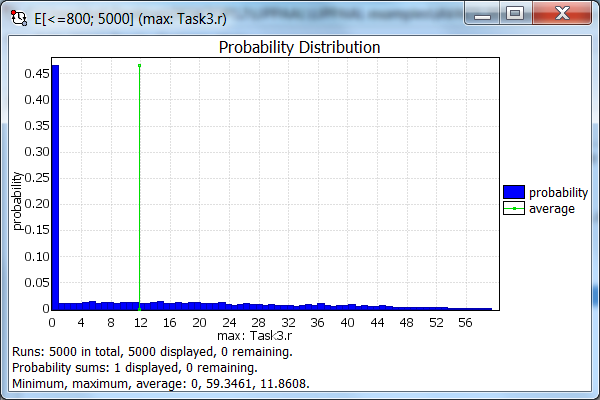 E[<=800; 5000] (max: Task3.r)
Probability Distribution
probability
0.45
0.40
0.35
0.30
0.25
0.20
0.15
0.10
0.05
0
0 4 8 12 16 20 24 28 32 36 40 44 48 52 56
max: Task3.r
probability
average
Runs: 5000 in total, 5000 displayed, 0 remaining.
Probability sums: 1 displayed, 0 remaining.
Minimum, maximum, average: 0, 59.3461, 11.8608.